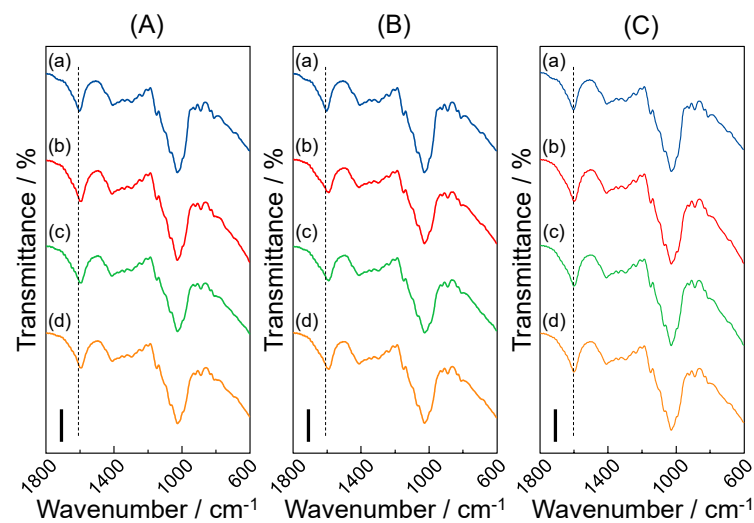 (A) (B) (C)
(a) (a) (a)
(b) (b) (b)
(c) (c) (c)
(d) (d) (d)
Transmittance / % Transmittance / % Transmittance / %
1800 1400 1000 600 1800 1400 1000 600 1800 1400 1000 600
Wavenumber / cm⁻¹ Wavenumber / cm⁻¹ Wavenumber / cm⁻¹